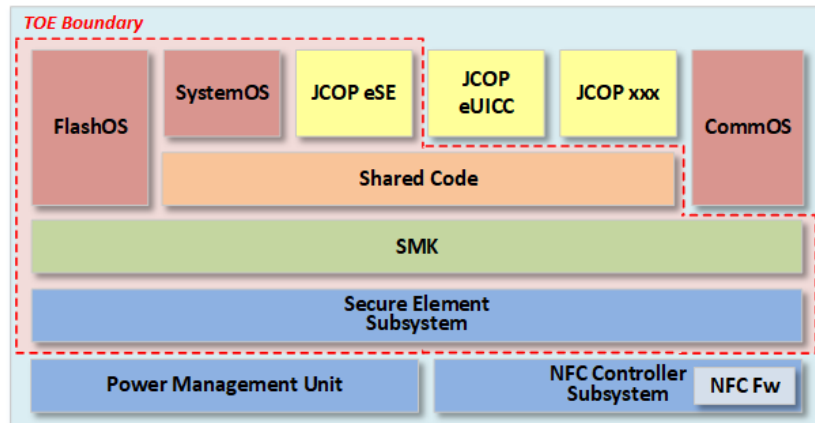 TOE Boundary
FlashOS
SystemOS
JCOP eSE
JCOP
eUICC
JCOP xxx
CommOS
Shared Code
SMK
Secure Element
Subsystem
Power Management Unit
NFC Controller
Subsystem
NFC Fw